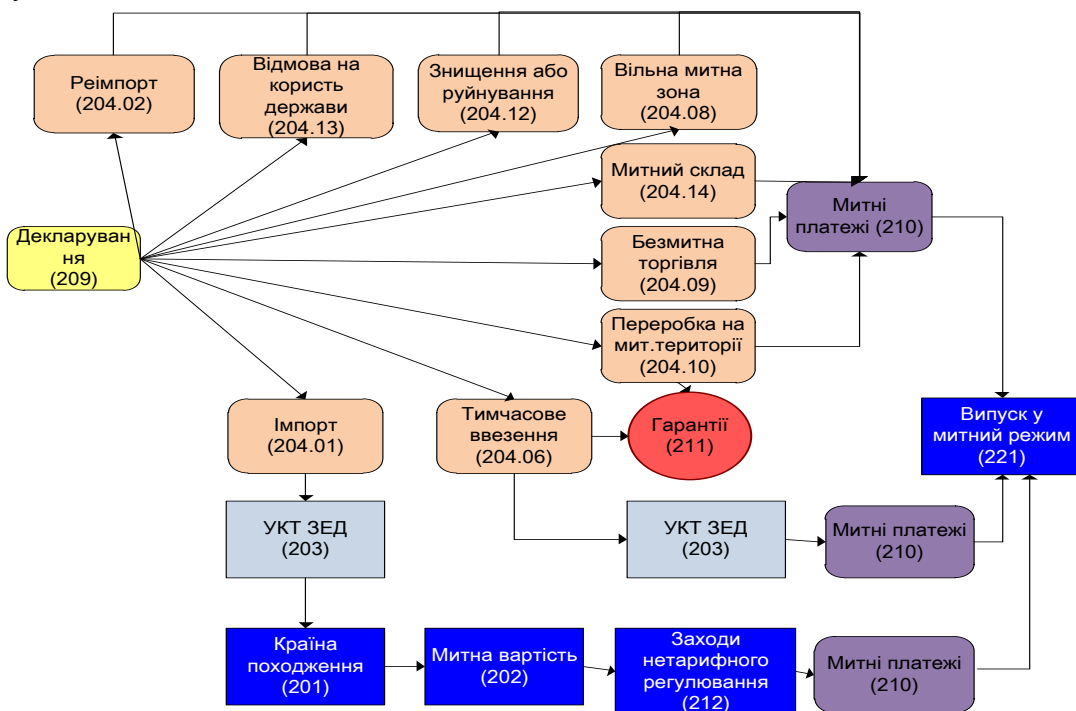 Реімпорт
(204.02)
Відмова на
користь
держави
(204.13)
Знищення або
руйнування
(204.12)
Вільна митна
зона
(204.08)
Митний склад
(204.14)
Митні
платежі (210)
Декларуван
ня
(209)
Безмитна
торгівля
(204.09)
Переробка на
мит.території
(204.10)
Імпорт
(204.01)
Тимчасове
ввезення
(204.06)
Гарантії
(211)
Випуск у
митний режим
(221)
УКТ ЗЕД
(203)
УКТ ЗЕД
(203)
Митні платежі
(210)
Країна
походження
(201)
Митна вартість
(202)
Заходи
нетарифного
регулювання
(212)
Митні платежі
(210)